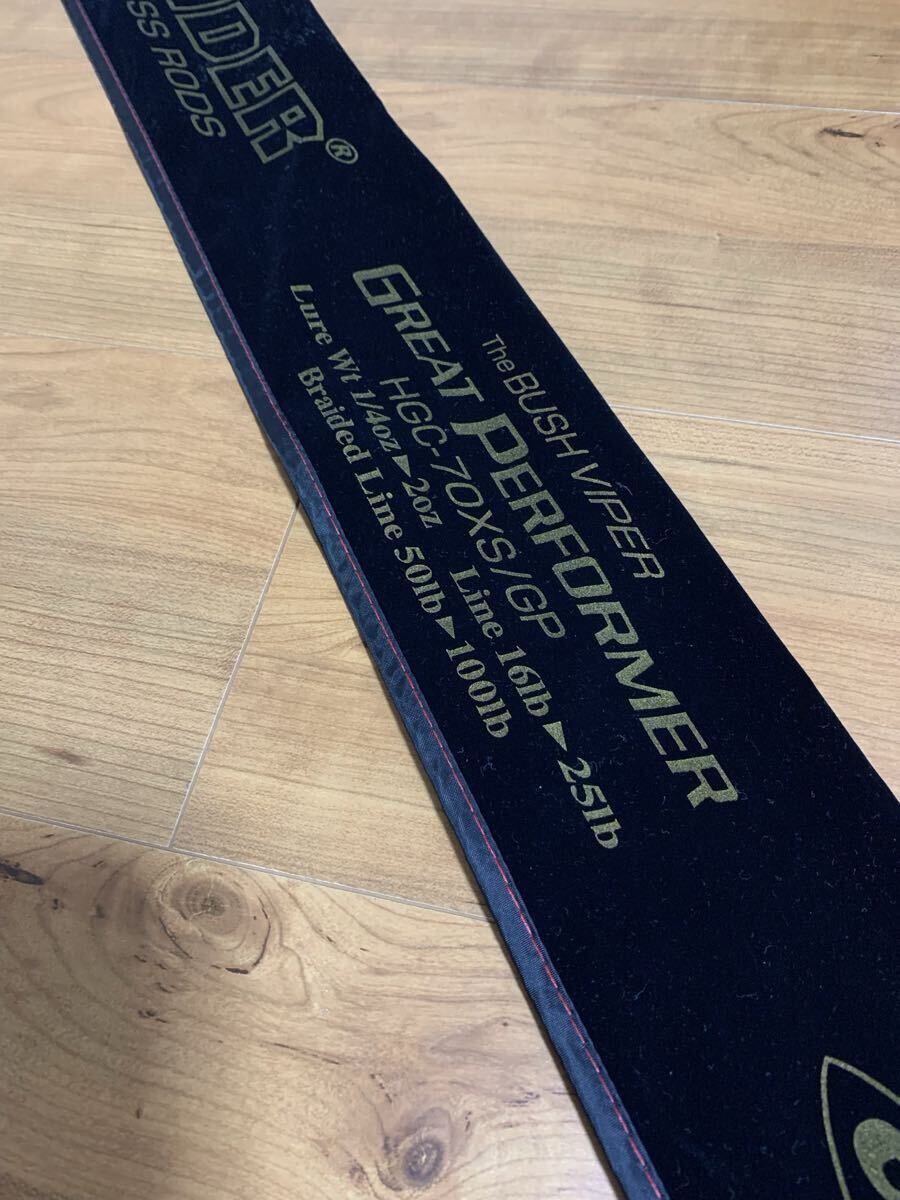 DER®
SS RODS
The BUSH VIPER
GREAT PERFORMER
HGC-70XS/GP
Lure Wt 1/4oz▶2oz Line 16lb▶25lb
Braided Line 50lb▶100lb